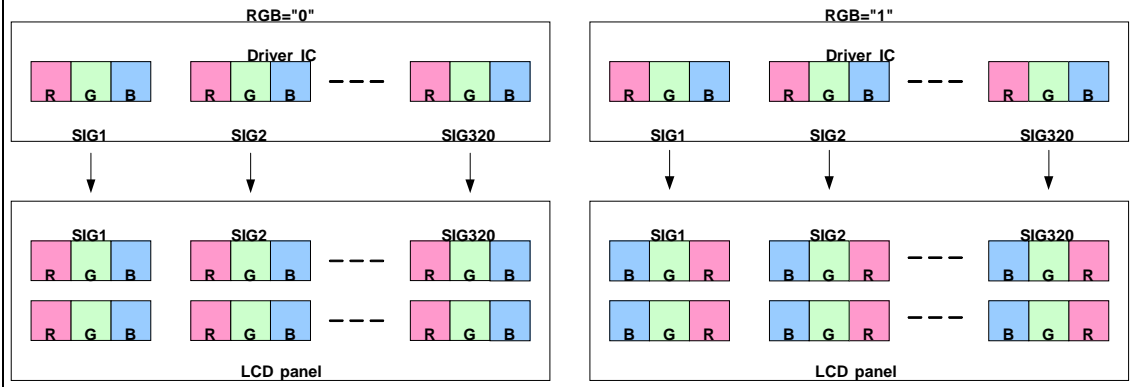 RGB="0"
Driver IC
R G B R G B R G B
SIG1 SIG2 SIG320
SIG1 SIG2 SIG320
R G B R G B R G B
R G B R G B R G B
LCD panel
RGB="1"
Driver IC
R G B R G B R G B
SIG1 SIG2 SIG320
SIG1 SIG2 SIG320
B G R B G R B G R
B G R B G R B G R
LCD panel